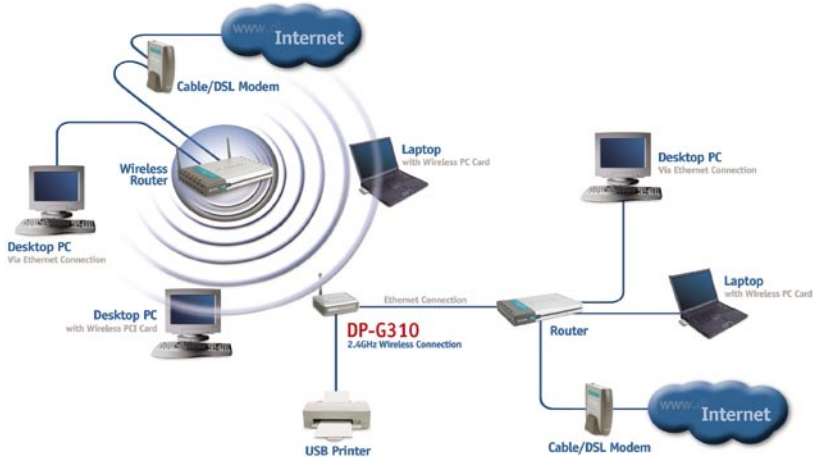 www.
Internet
Cable/DSL Modem
Wireless
Router
Laptop
with Wireless PC Card
Desktop PC
Via Ethernet Connection
Desktop PC
Via Ethernet Connection
Desktop PC
with Wireless PCI Card
Ethernet Connection
DP-G310
2.4GHz Wireless Connection
Router
Laptop
with Wireless PC Card
USB Printer
Cable/DSL Modem
www.
Internet